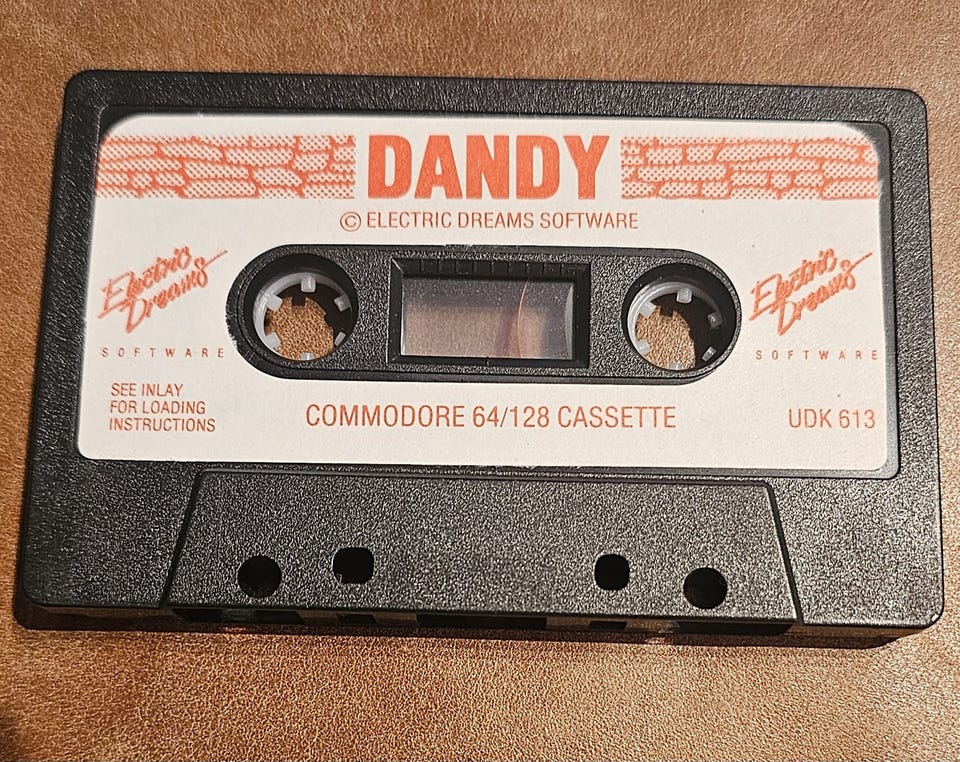 DANDY
© ELECTRIC DREAMS SOFTWARE
Electric
Dreams
SOFTWARE
Electric
Dreams
SOFTWARE
SEE INLAY
FOR LOADING
INSTRUCTIONS
COMMODORE 64/128 CASSETTE
UDK 613